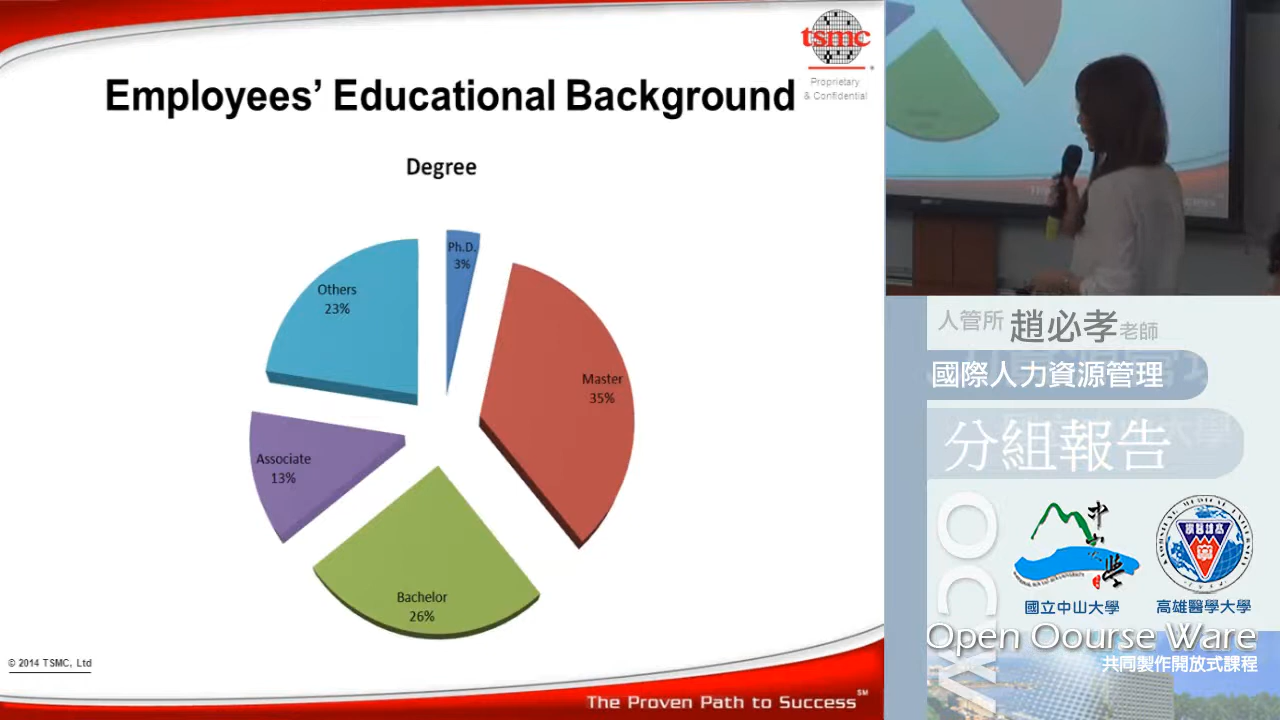 tsmc
Proprietary
& Confidential
Employees’ Educational Background
Degree
Ph.D.
3%
Others
23%
Master
35%
Associate
13%
Bachelor
26%
© 2014 TSMC, Ltd
The Proven Path to Success SM
人管所 趙必孝老師
國際人力資源管理
分組報告
OCW
國立中山大學
高雄醫學大學
Open Oourse Ware
共同製作開放式課程